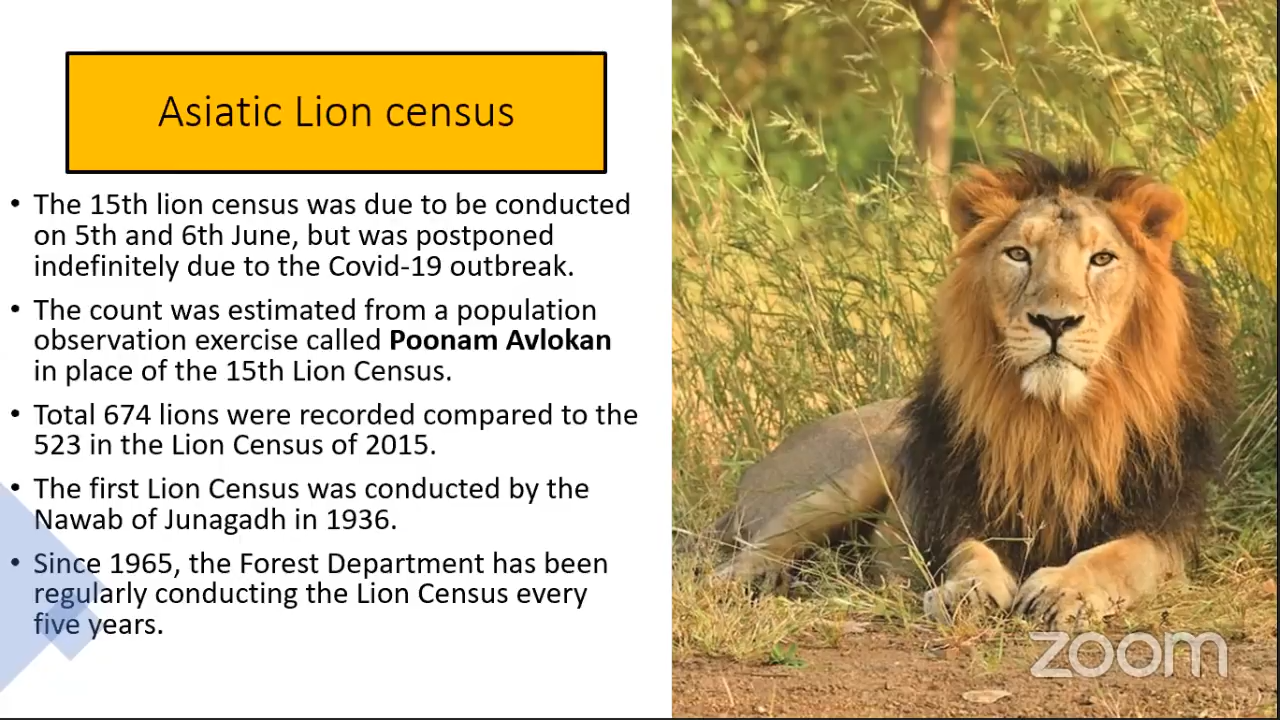 Asiatic Lion census
• The 15th lion census was due to be conducted
on 5th and 6th June, but was postponed
indefinitely due to the Covid-19 outbreak.
• The count was estimated from a population
observation exercise called Poonam Avlokan
in place of the 15th Lion Census.
• Total 674 lions were recorded compared to the
523 in the Lion Census of 2015.
• The first Lion Census was conducted by the
Nawab of Junagadh in 1936.
• Since 1965, the Forest Department has been
regularly conducting the Lion Census every
five years.
zoom